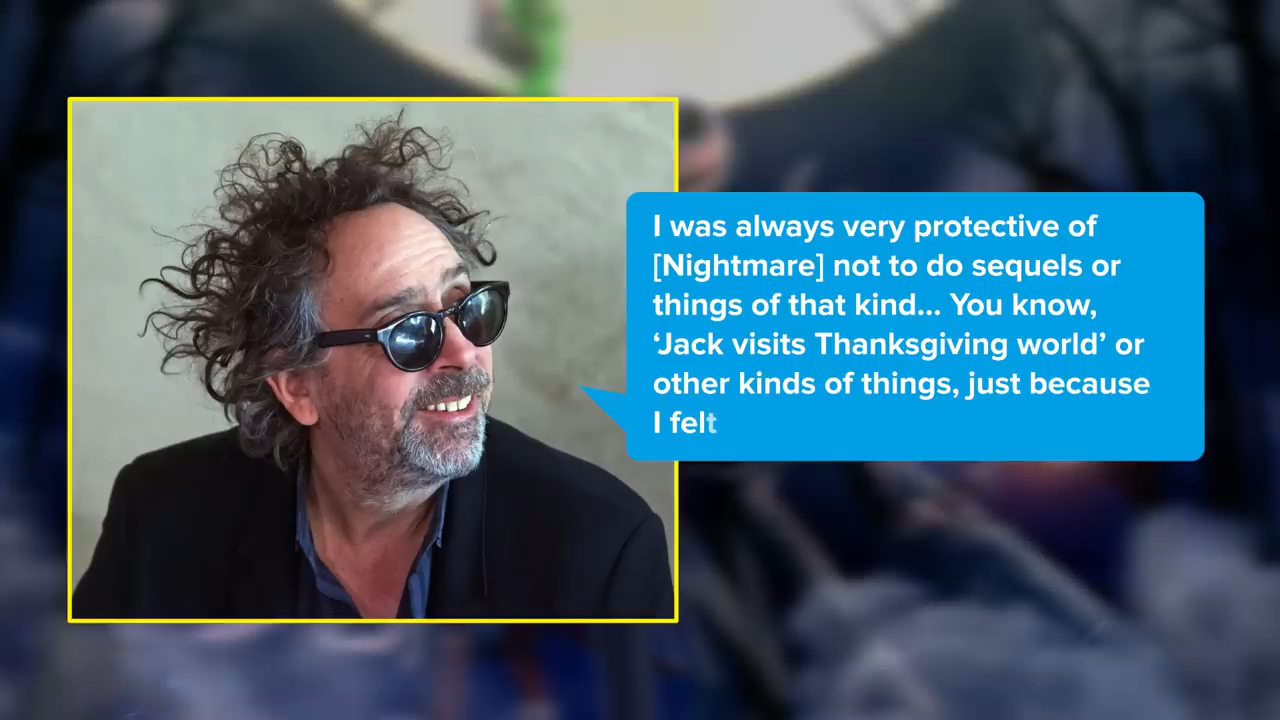 I was always very protective of
[Nightmare] not to do sequels or
things of that kind... You know,
‘Jack visits Thanksgiving world’ or
other kinds of things, just because
I felt